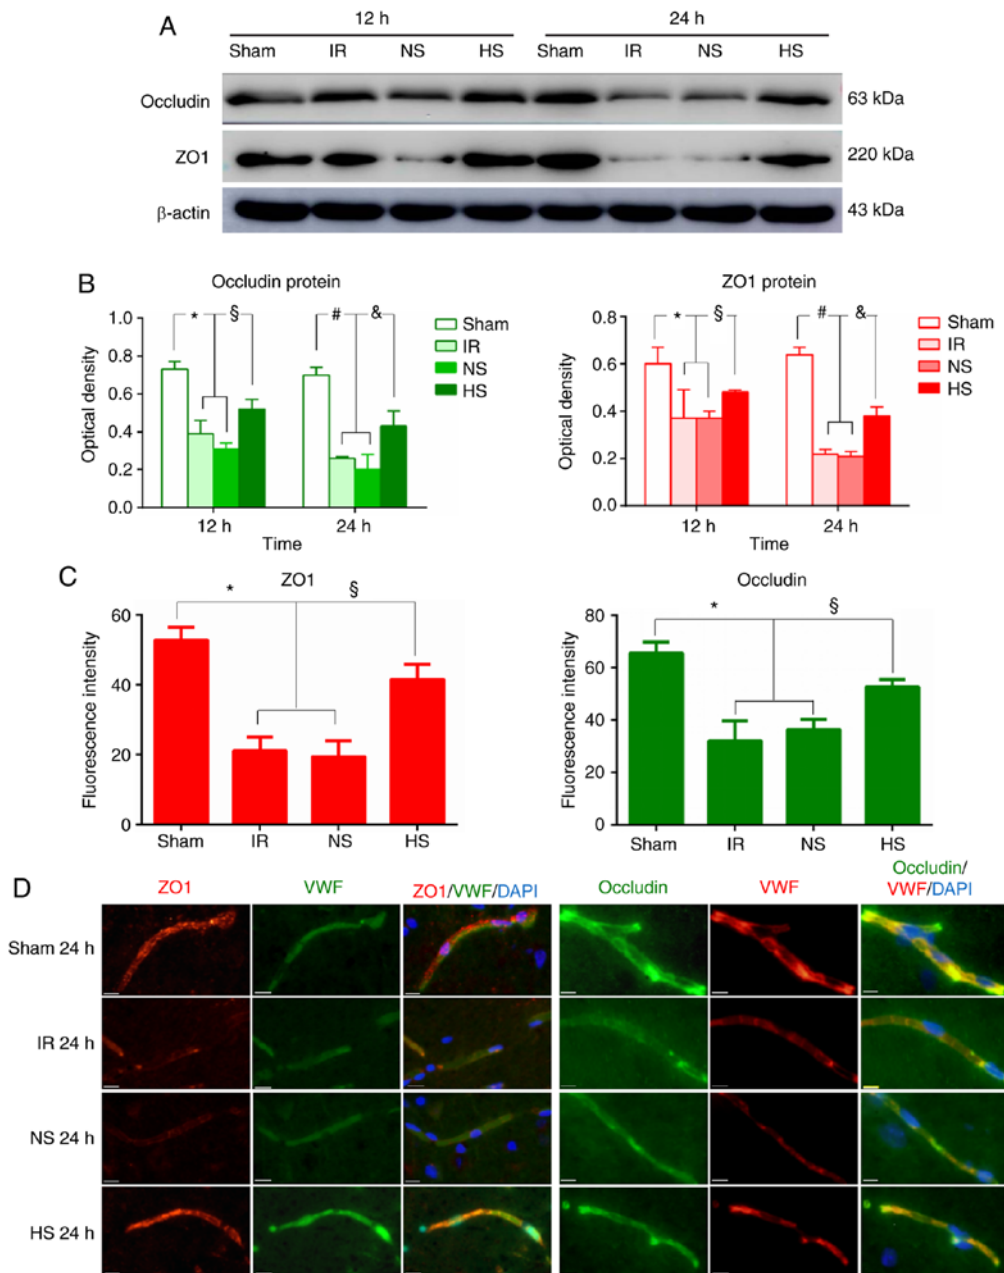 A
12 h
24 h
Sham IR NS HS Sham IR NS HS
Occludin
63 kDa
ZO1
220 kDa
β-actin
43 kDa
B
Occludin protein
Optical density
1.0
0.8
0.6
0.4
0.2
0.0
* § # &
Sham
IR
NS
HS
12 h
24 h
Time
ZO1 protein
Optical density
0.8
0.6
0.4
0.2
0.0
* § # &
Sham
IR
NS
HS
12 h
24 h
Time
C
ZO1
Fluorescence intensity
60
40
20
0
* §
Sham IR NS HS
Occludin
Fluorescence intensity
80
60
40
20
0
* §
Sham IR NS HS
D
ZO1
VWF
ZO1/VWF/DAPI
Occludin
VWF
Occludin/
VWF/DAPI
Sham 24 h
IR 24 h
NS 24 h
HS 24 h